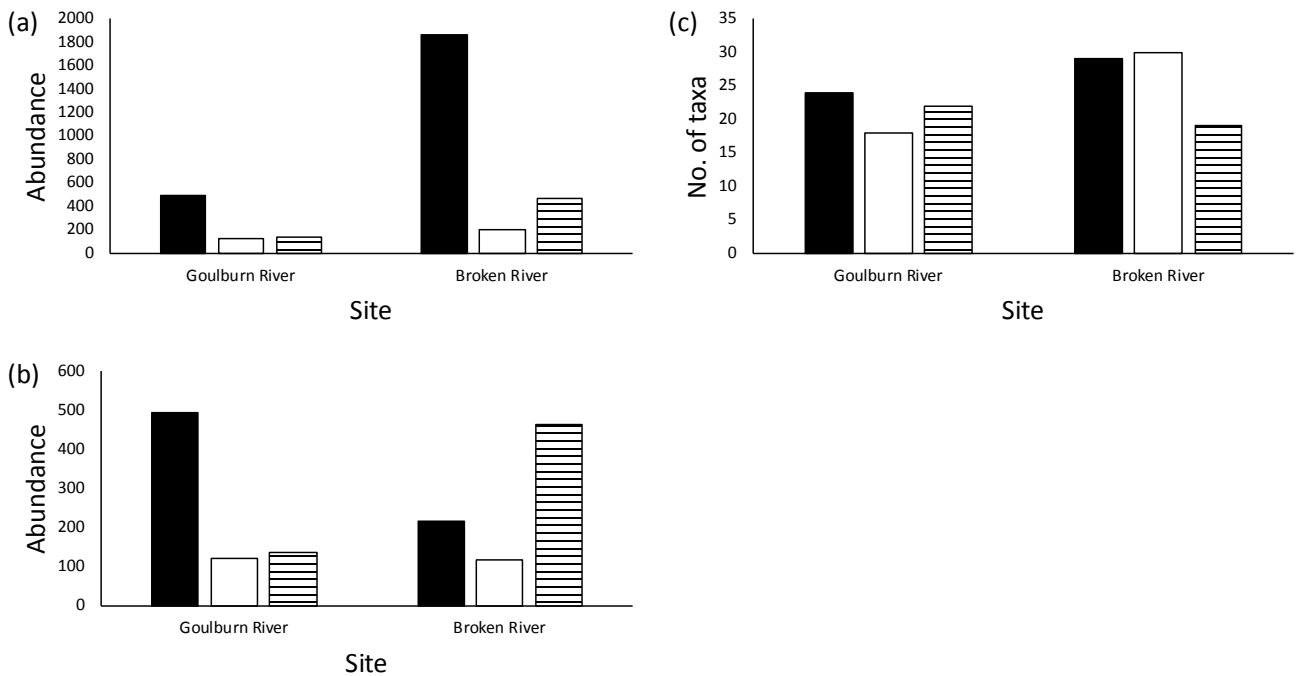 (a)
Abundance
2000
1800
1600
1400
1200
1000
800
600
400
200
0
Goulburn River Broken River
Site
(c)
No. of taxa
35
30
25
20
15
10
5
0
Goulburn River Broken River
Site
(b)
Abundance
600
500
400
300
200
100
0
Goulburn River Broken River
Site